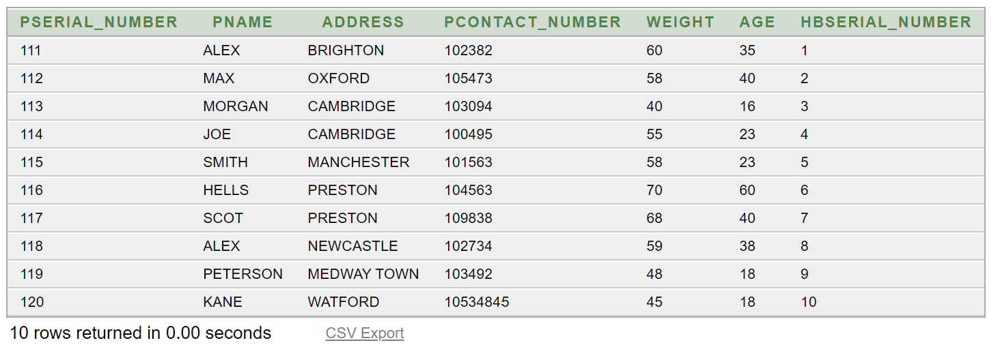 PSERIAL_NUMBER PNAME ADDRESS PCONTACT_NUMBER WEIGHT AGE HBSERIAL_NUMBER
111 ALEX BRIGHTON 102382 60 35 1
112 MAX OXFORD 105473 58 40 2
113 MORGAN CAMBRIDGE 103094 40 16 3
114 JOE CAMBRIDGE 100495 55 23 4
115 SMITH MANCHESTER 101563 58 23 5
116 HELLS PRESTON 104563 70 60 6
117 SCOT PRESTON 109838 68 40 7
118 ALEX NEWCASTLE 102734 59 38 8
119 PETERSON MEDWAY TOWN 103492 48 18 9
120 KANE WATFORD 10534845 45 18 10
10 rows returned in 0.00 seconds CSV Export